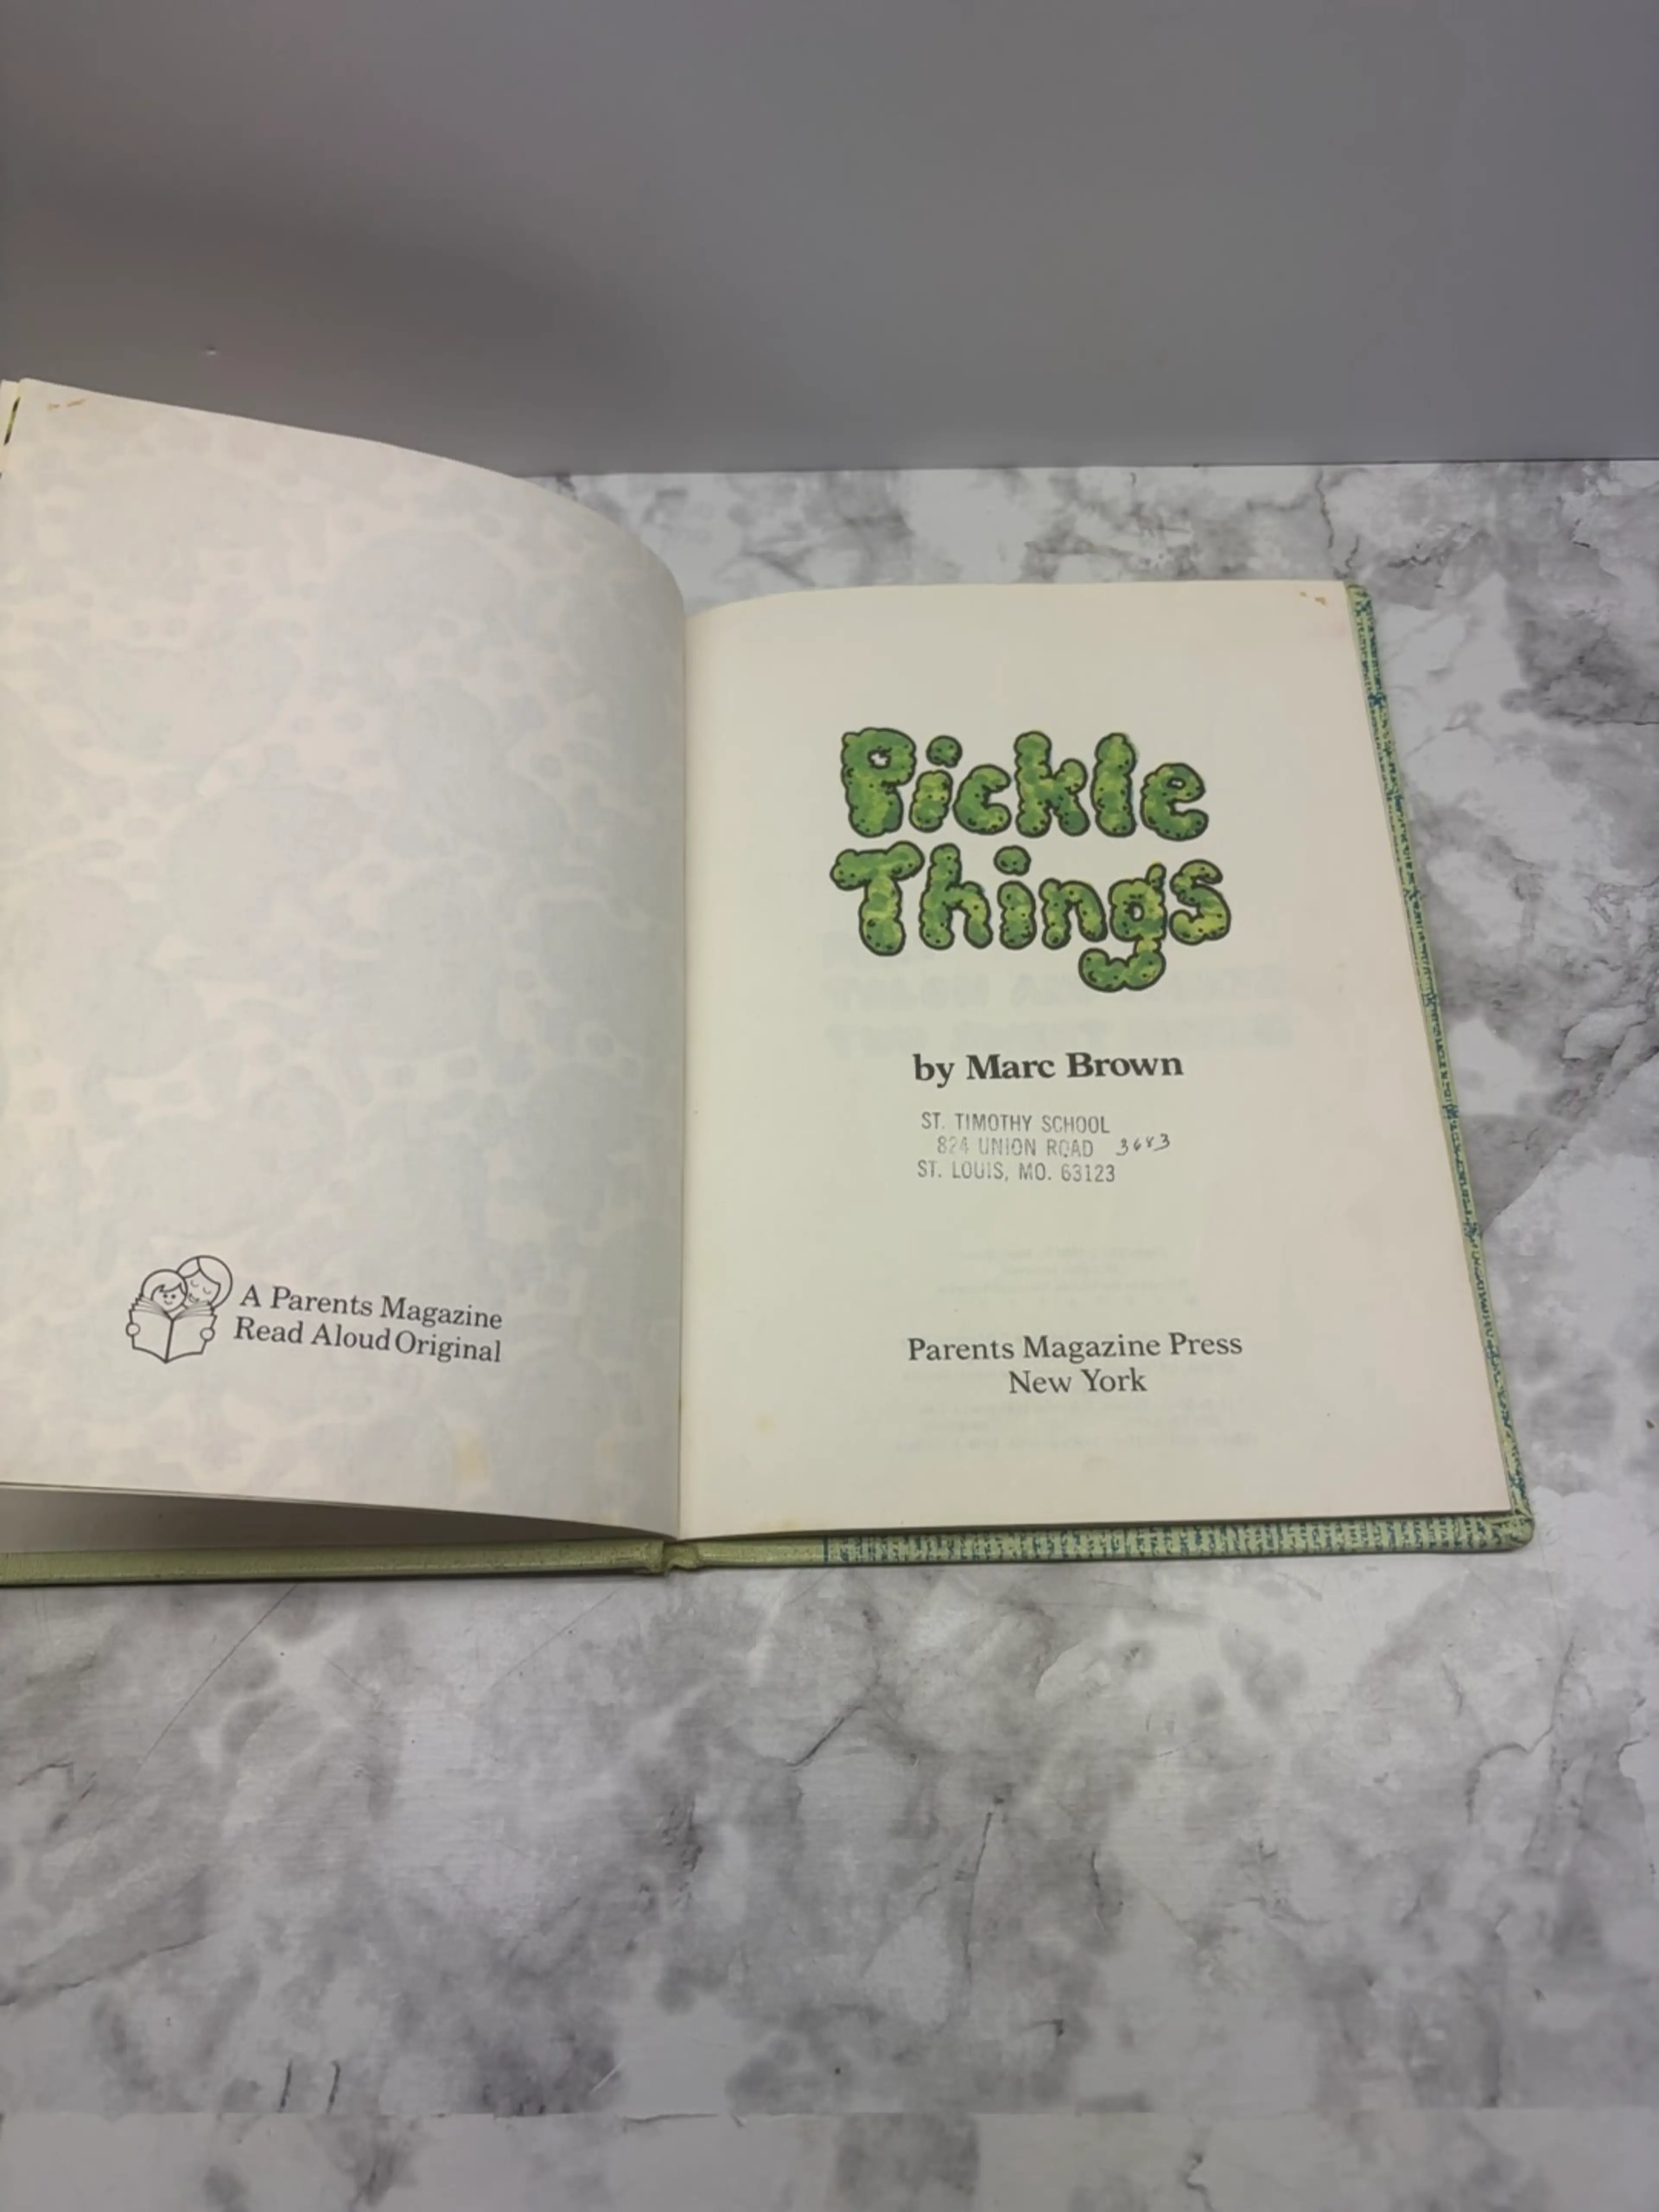 A Parents Magazine
Read Aloud Original
Pickle
Things
by Marc Brown
ST. TIMOTHY SCHOOL
824 UNION ROAD 3683
ST. LOUIS, MO. 63123
Parents Magazine Press
New York